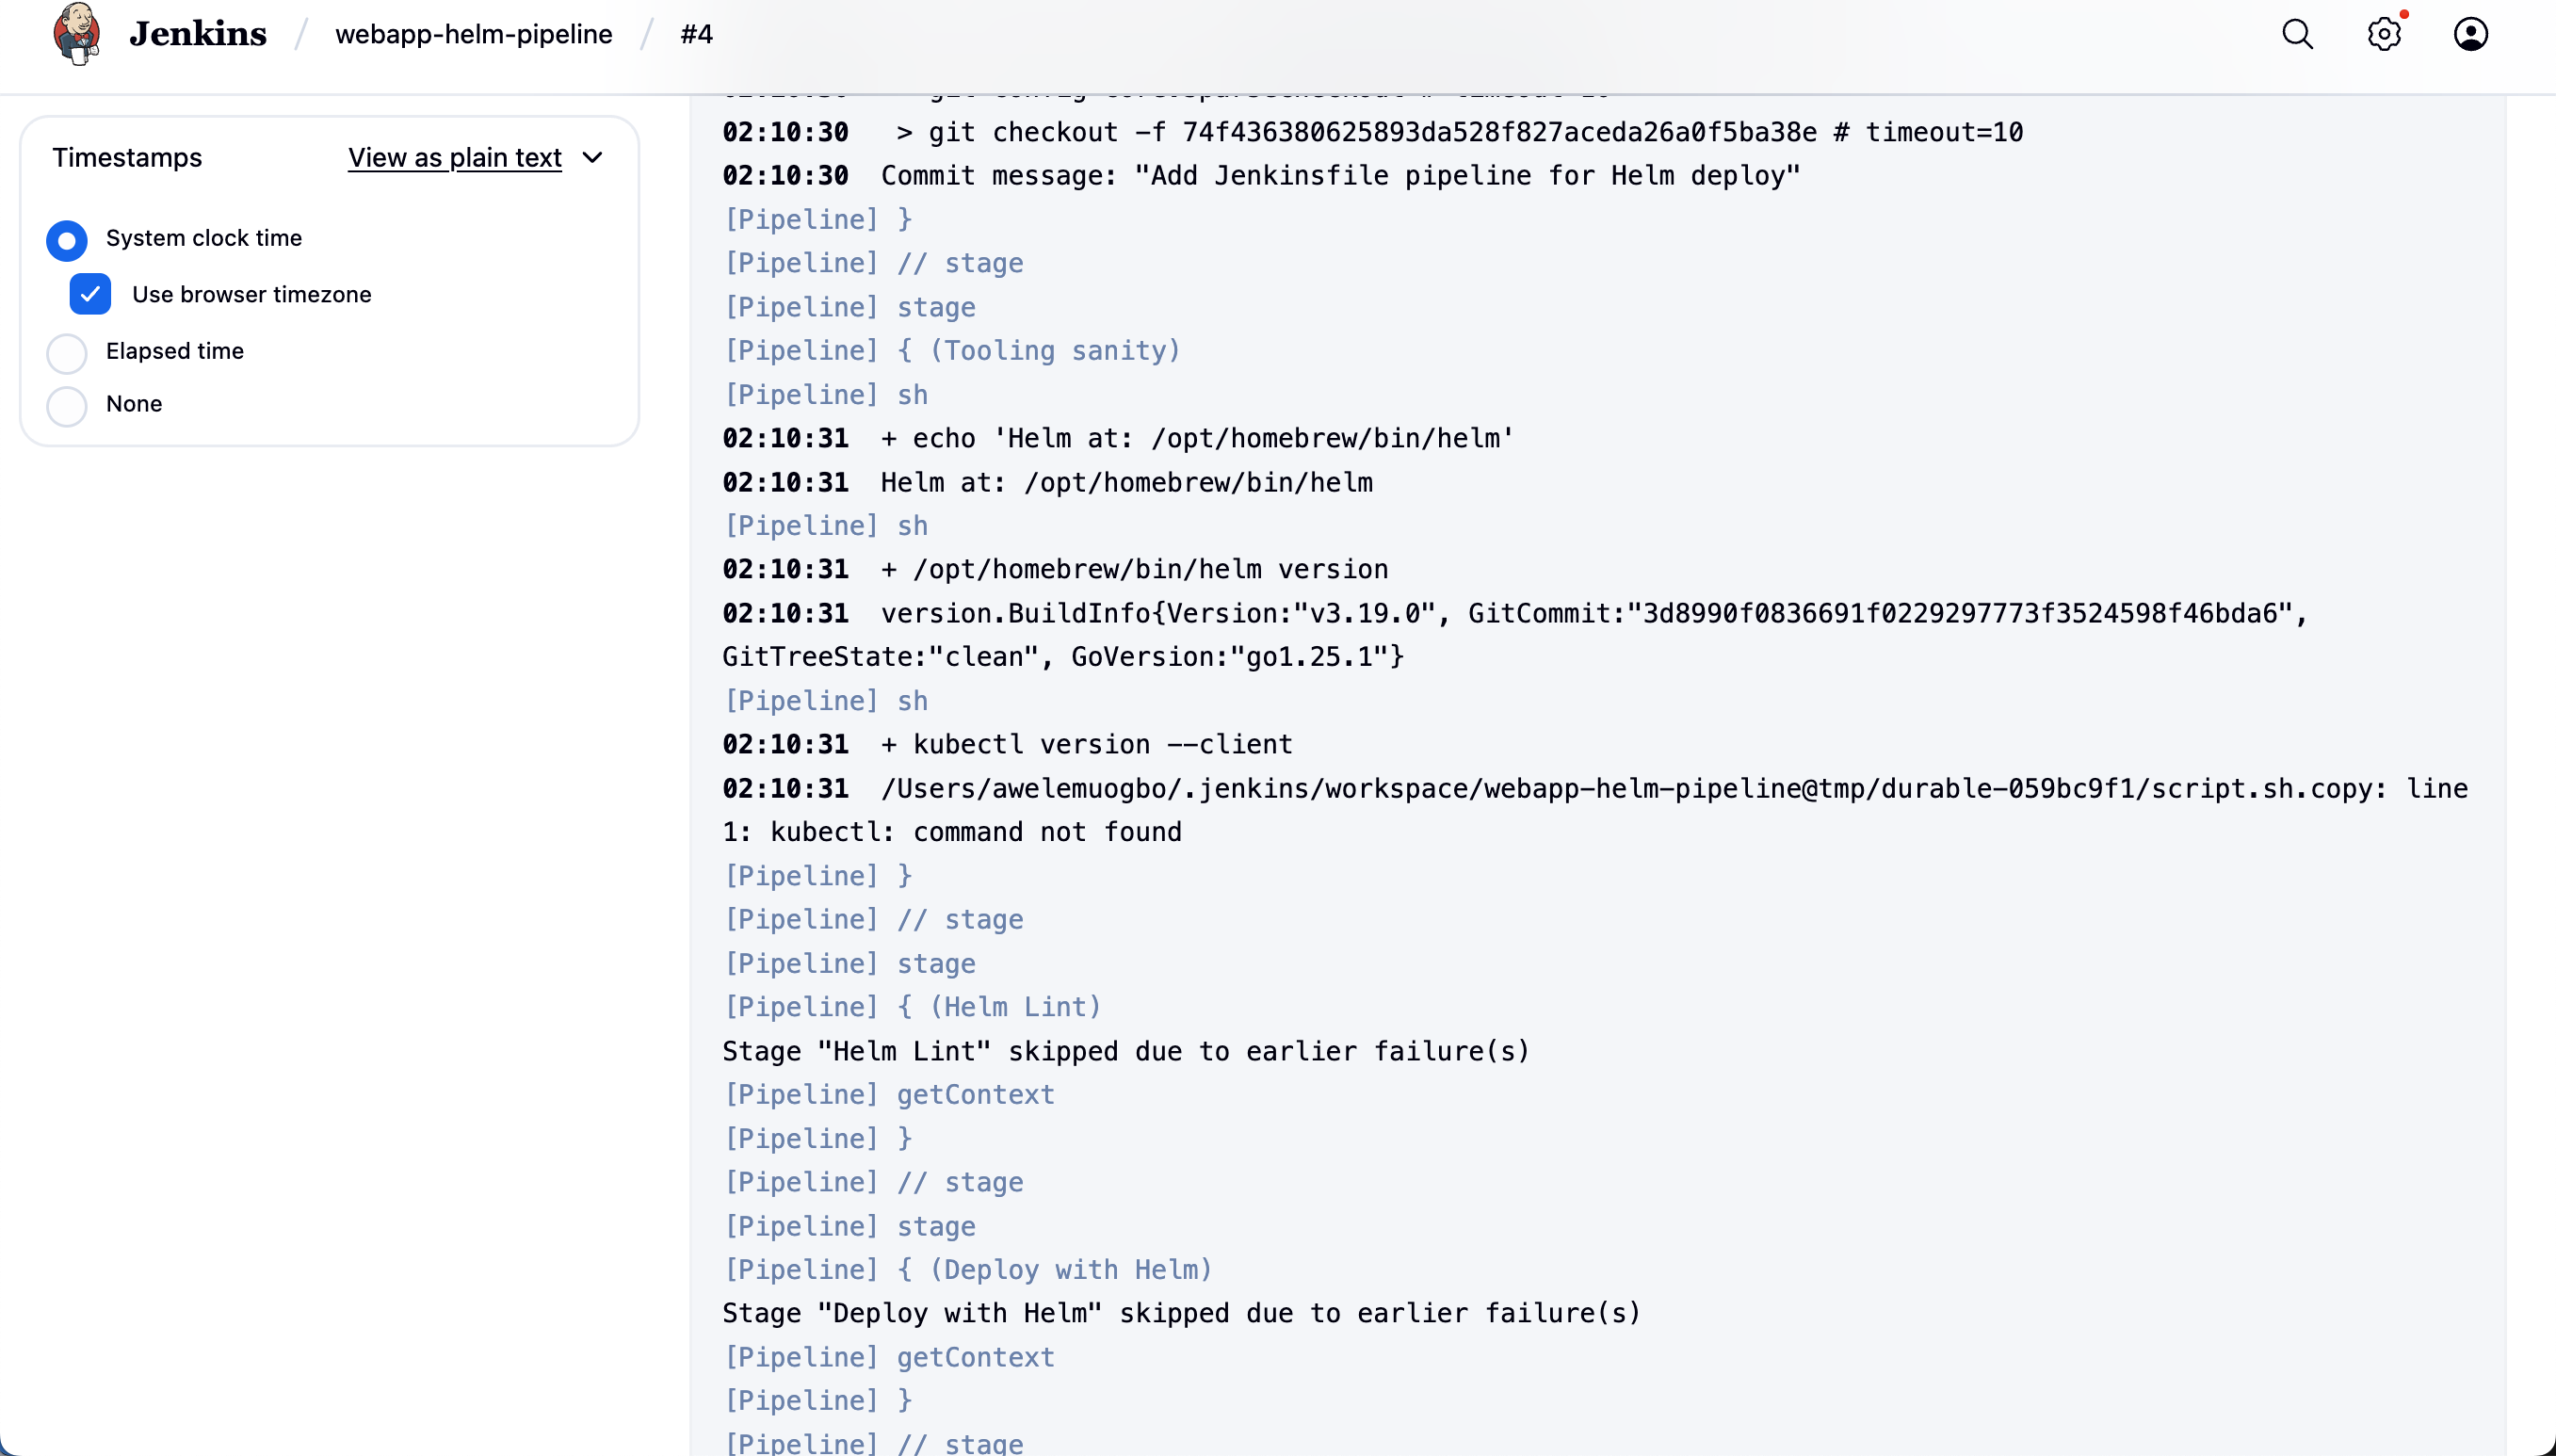 Jenkins / webapp-helm-pipeline / #4
Timestamps View as plain text
System clock time
Use browser timezone
Elapsed time
None
02:10:30 > git checkout -f 74f436380625893da528f827aceda26a0f5ba38e # timeout=10
02:10:30 Commit message: "Add Jenkinsfile pipeline for Helm deploy"
[Pipeline] }
[Pipeline] // stage
[Pipeline] stage
[Pipeline] { (Tooling sanity)
[Pipeline] sh
02:10:31 + echo 'Helm at: /opt/homebrew/bin/helm'
02:10:31 Helm at: /opt/homebrew/bin/helm
[Pipeline] sh
02:10:31 + /opt/homebrew/bin/helm version
02:10:31 version.BuildInfo{Version:"v3.19.0", GitCommit:"3d8990f0836691f0229297773f3524598f46bda6",
GitTreeState:"clean", GoVersion:"go1.25.1"}
[Pipeline] sh
02:10:31 + kubectl version --client
02:10:31 /Users/awelemuogbo/.jenkins/workspace/webapp-helm-pipeline@tmp/durable-059bc9f1/script.sh.copy: line
1: kubectl: command not found
[Pipeline] }
[Pipeline] // stage
[Pipeline] stage
[Pipeline] { (Helm Lint)
Stage "Helm Lint" skipped due to earlier failure(s)
[Pipeline] getContext
[Pipeline] }
[Pipeline] // stage
[Pipeline] stage
[Pipeline] { (Deploy with Helm)
Stage "Deploy with Helm" skipped due to earlier failure(s)
[Pipeline] getContext
[Pipeline] }
[Pipeline] // stage